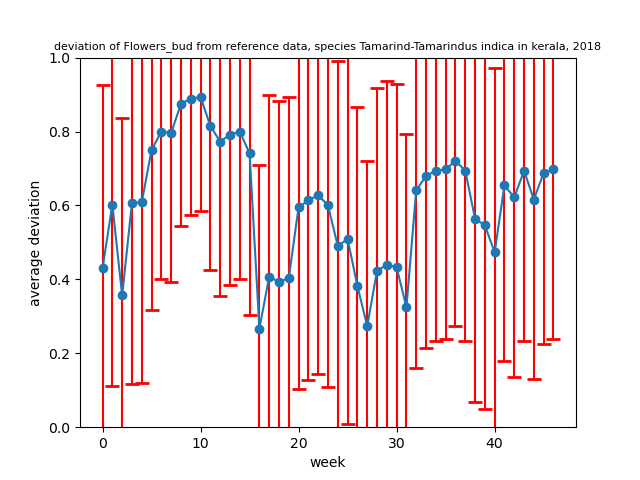 deviation of Flowers_bud from reference data, species Tamarind-Tamarindus indica in kerala, 2018
1.0
0.8
0.6
0.4
0.2
0.0
average deviation
0 10 20 30 40
week